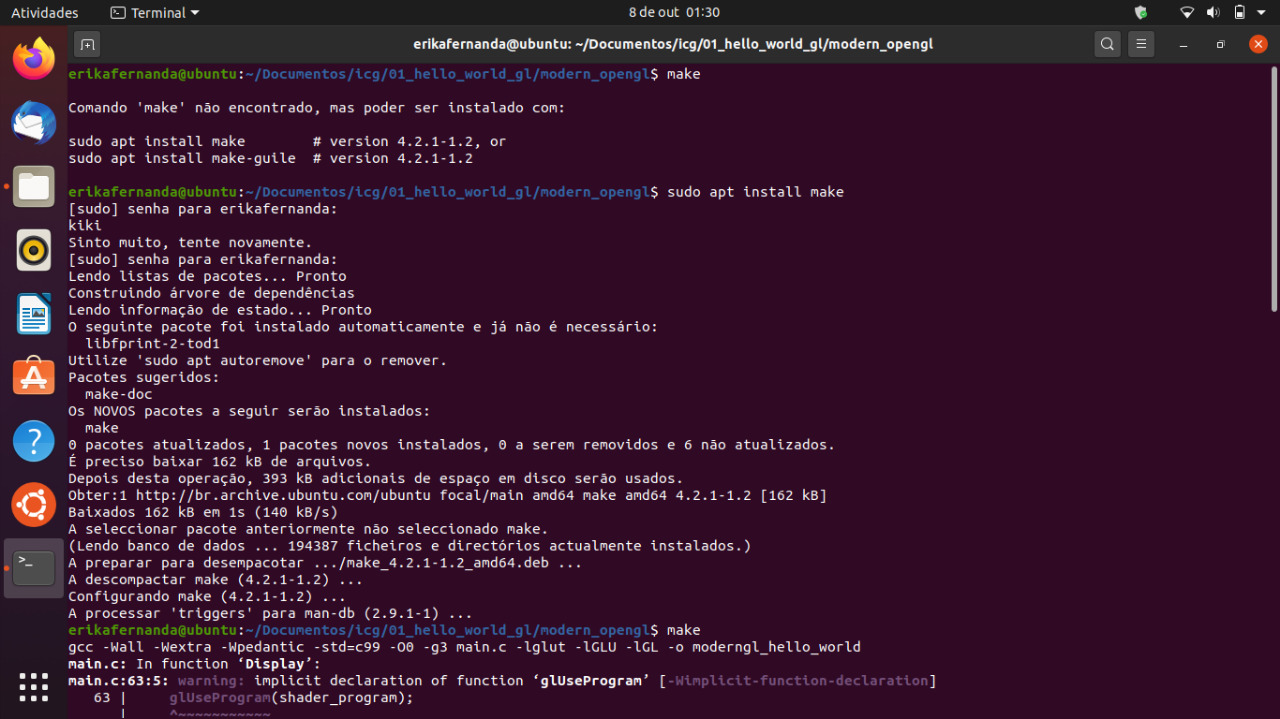 Atividades
Terminal
8 de out 01:30
erikafernanda@ubuntu: ~/Documentos/icg/01_hello_world_gl/modern_opengl
erikafernanda@ubuntu:~/Documentos/icg/01_hello_world_gl/modern_opengl$ make
Comando 'make' não encontrado, mas poder ser instalado com:
sudo apt install make        # version 4.2.1-1.2, or
sudo apt install make-guile  # version 4.2.1-1.2
erikafernanda@ubuntu:~/Documentos/icg/01_hello_world_gl/modern_opengl$ sudo apt install make
[sudo] senha para erikafernanda:
kiki
Sinto muito, tente novamente.
[sudo] senha para erikafernanda:
Lendo listas de pacotes... Pronto
Construindo árvore de dependências
Lendo informação de estado... Pronto
O seguinte pacote foi instalado automaticamente e já não é necessário:
  libfprint-2-tod1
Utilize 'sudo apt autoremove' para o remover.
Pacotes sugeridos:
  make-doc
Os NOVOS pacotes a seguir serão instalados:
  make
0 pacotes atualizados, 1 pacotes novos instalados, 0 a serem removidos e 6 não atualizados.
É preciso baixar 162 kB de arquivos.
Depois desta operação, 393 kB adicionais de espaço em disco serão usados.
Obter:1 http://br.archive.ubuntu.com/ubuntu focal/main amd64 make amd64 4.2.1-1.2 [162 kB]
Baixados 162 kB em 1s (140 kB/s)
A seleccionar pacote anteriormente não seleccionado make.
(Lendo banco de dados ... 194387 ficheiros e directórios actualmente instalados.)
A preparar para desempacotar .../make_4.2.1-1.2_amd64.deb ...
A descompactar make (4.2.1-1.2) ...
Configurando make (4.2.1-1.2) ...
A processar 'triggers' para man-db (2.9.1-1) ...
erikafernanda@ubuntu:~/Documentos/icg/01_hello_world_gl/modern_opengl$ make
gcc -Wall -Wextra -Wpedantic -std=c99 -O0 -g3 main.c -lglut -lGLU -lGL -o moderngl_hello_world
main.c: In function ‘Display’:
main.c:63:5: warning: implicit declaration of function ‘glUseProgram’ [-Wimplicit-function-declaration]
   63 |     glUseProgram(shader_program);
      |     ^~~~~~~~~~~~